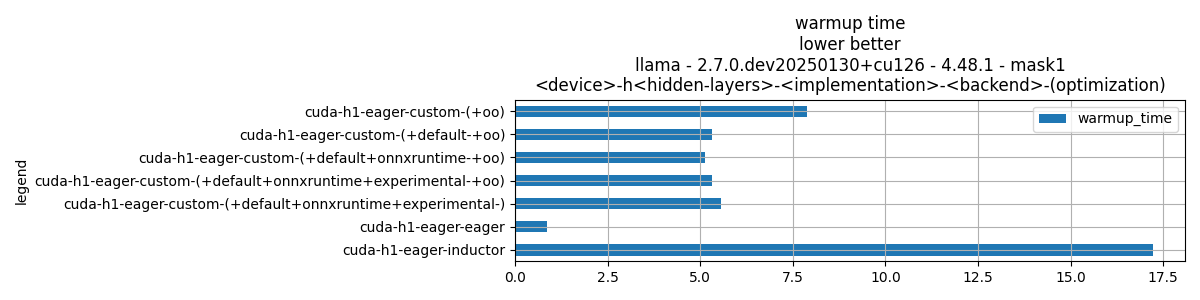 warmup time
lower better
llama - 2.7.0.dev20250130+cu126 - 4.48.1 - mask1
<device>-h<hidden-layers>-<implementation>-<backend>-(optimization)
legend
cuda-h1-eager-custom-(+oo)
cuda-h1-eager-custom-(+default-+oo)
cuda-h1-eager-custom-(+default+onnxruntime-+oo)
cuda-h1-eager-custom-(+default+onnxruntime+experimental-+oo)
cuda-h1-eager-custom-(+default+onnxruntime+experimental-)
cuda-h1-eager-eager
cuda-h1-eager-inductor
warmup_time
0.0 2.5 5.0 7.5 10.0 12.5 15.0 17.5